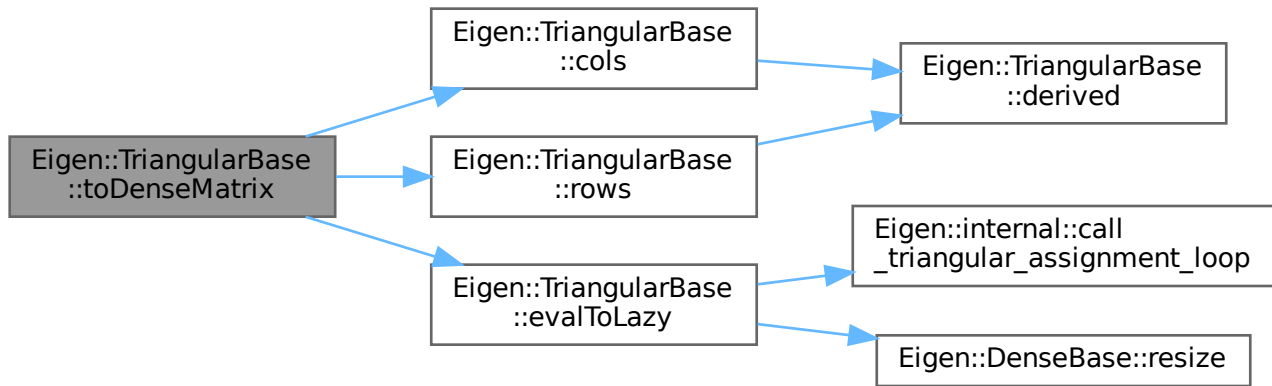 Eigen::TriangularBase
::toDenseMatrix
Eigen::TriangularBase
::cols
Eigen::TriangularBase
::rows
Eigen::TriangularBase
::evalToLazy
Eigen::TriangularBase
::derived
Eigen::internal::call
_triangular_assignment_loop
Eigen::DenseBase::resize